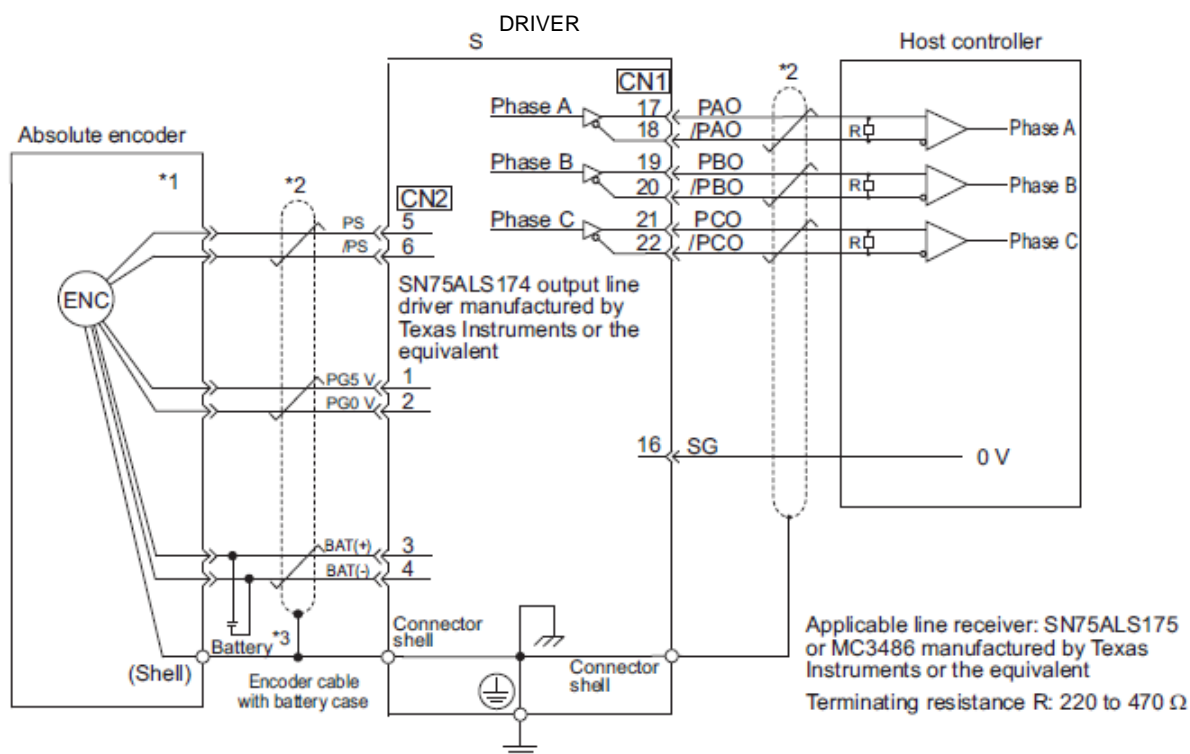 DRIVER
S
Host controller
CN1
*2
Phase A
17
PAO
18
/PAO
R
Phase A
Absolute encoder
Phase B
19
PBO
20
/PBO
R
Phase B
*1
*2
CN2
Phase C
21
PCO
22
/PCO
R
Phase C
PS
5
/PS
6
ENC
SN75ALS174 output line
driver manufactured by
Texas Instruments or the
equivalent
PG5 V
1
PG0 V
2
16
SG
0 V
BAT(+)
3
BAT(-)
4
Battery
*3
Connector
shell
(Shell)
Encoder cable
with battery case
Connector
shell
Applicable line receiver: SN75ALS175
or MC3486 manufactured by Texas
Instruments or the equivalent
Terminating resistance R: 220 to 470 Ω